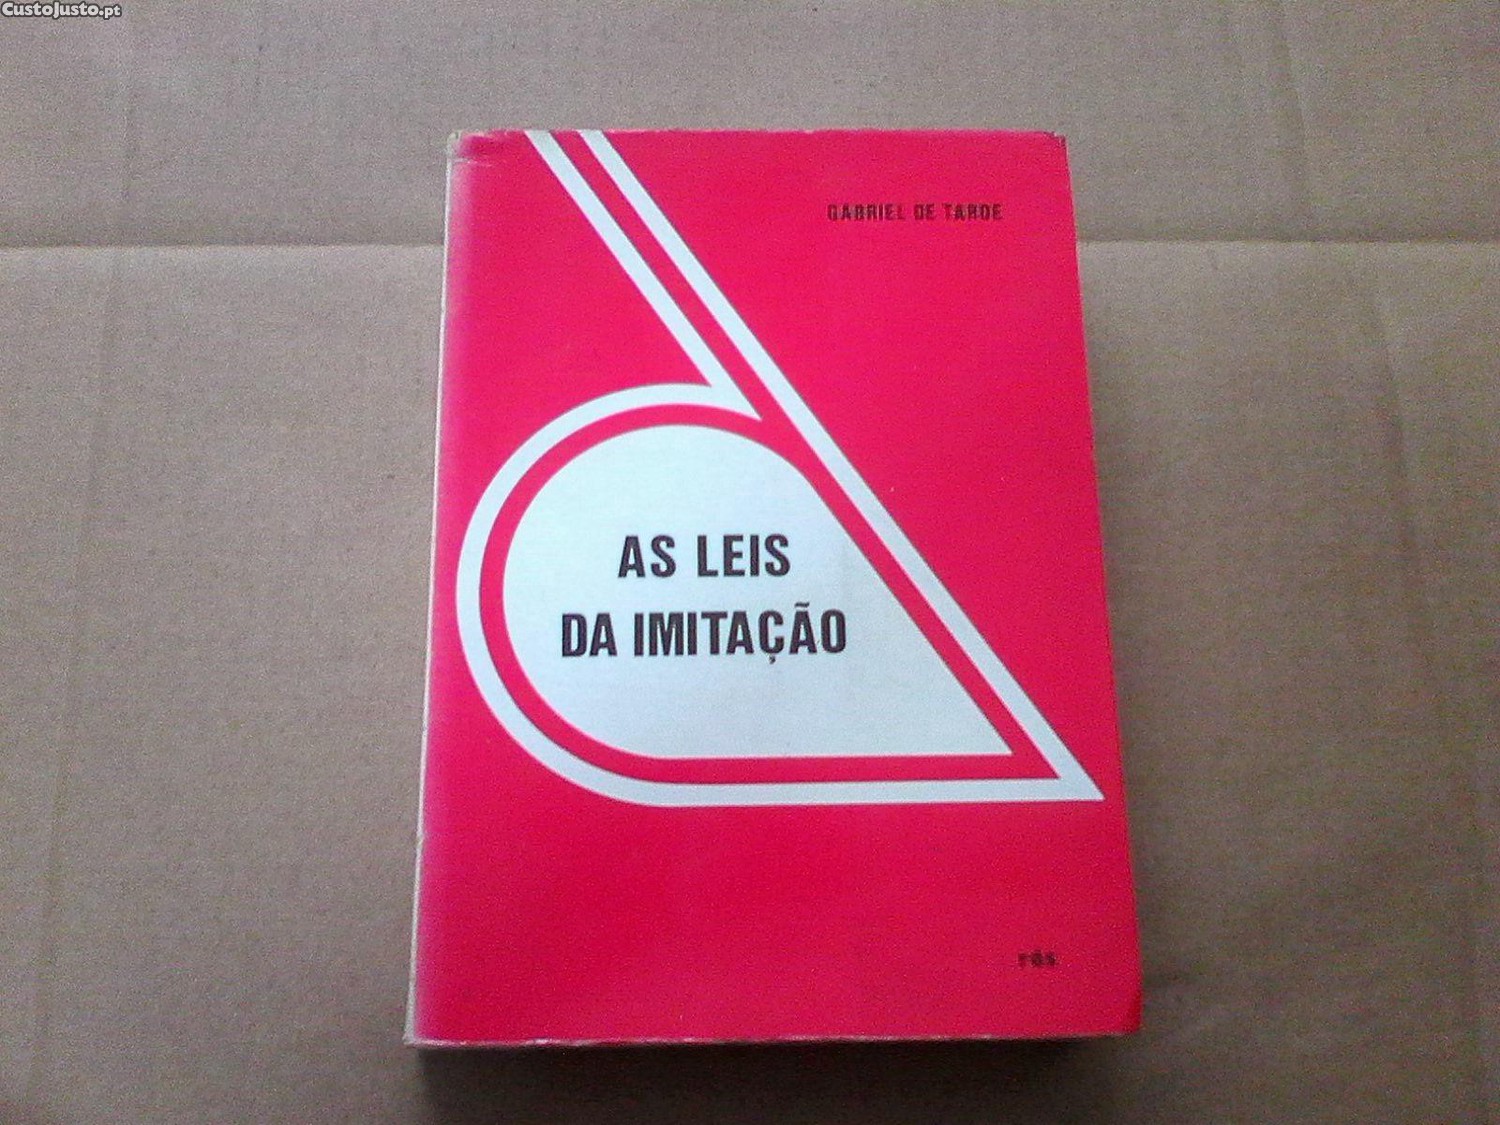 CustoJusto.pt
GABRIEL DE TARDE
AS LEIS
DA IMITAÇÃO
rés